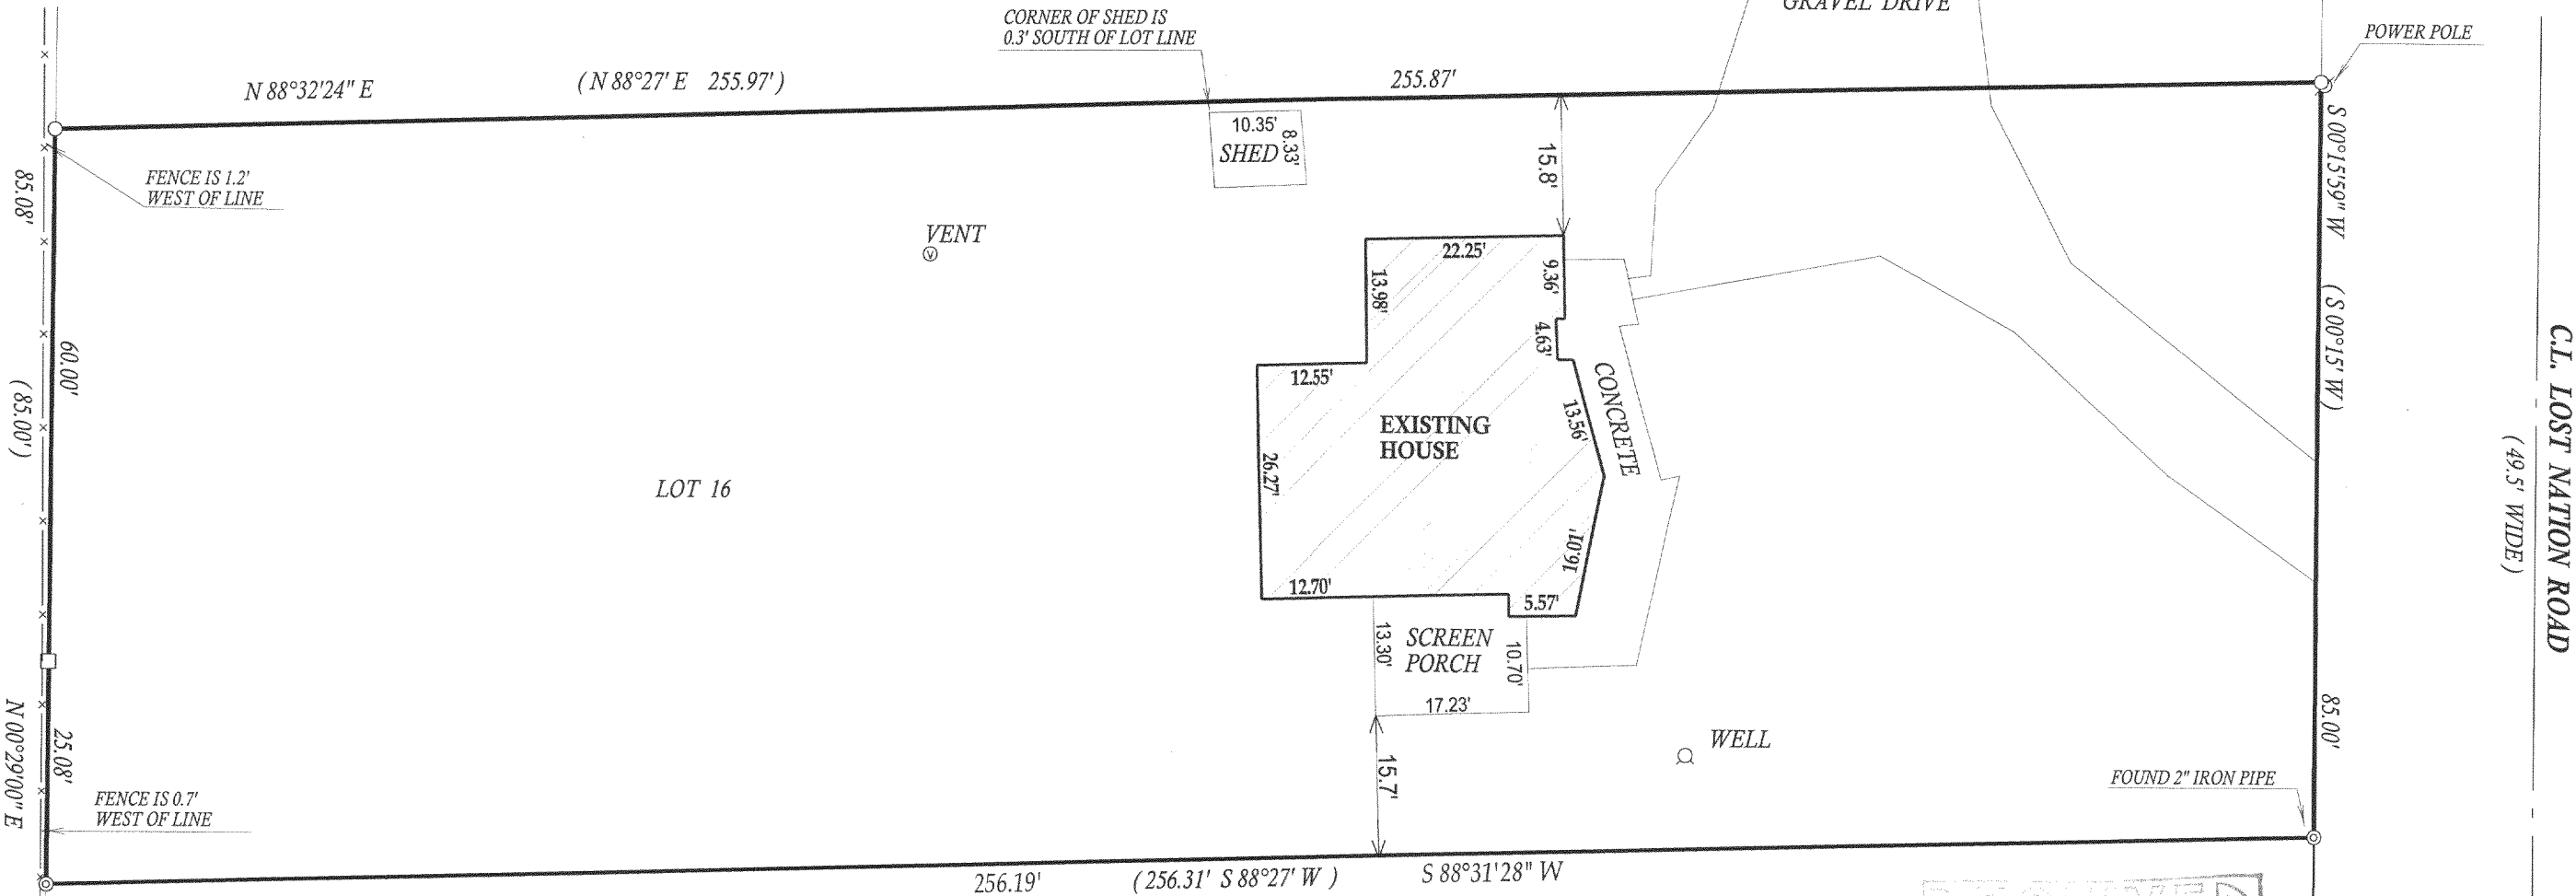 GRAVEL DRIVE
CORNER OF SHED IS
0.3' SOUTH OF LOT LINE
POWER POLE
N 88°32'24" E
( N 88°27' E 255.97' )
255.87'
S 00°15'59" W
( S 00°15' W )
85.00'
C.L. LOST NATION ROAD
( 49.5' WIDE )
10.35'
8.33'
SHED
15.8'
FENCE IS 1.2'
WEST OF LINE
85.08'
( 85.00' )
60.00'
VENT
V
22.25'
13.98'
9.36'
4.63'
12.55'
13.56'
CONCRETE
EXISTING
HOUSE
26.27'
16.01'
LOT 16
12.70'
5.57'
13.30'
SCREEN
PORCH
10.70'
17.23'
15.7'
WELL
25.08'
N 00°29'00" E
FENCE IS 0.7'
WEST OF LINE
FOUND 2" IRON PIPE
256.19'
( 256.31' S 88°27' W )
S 88°31'28" W